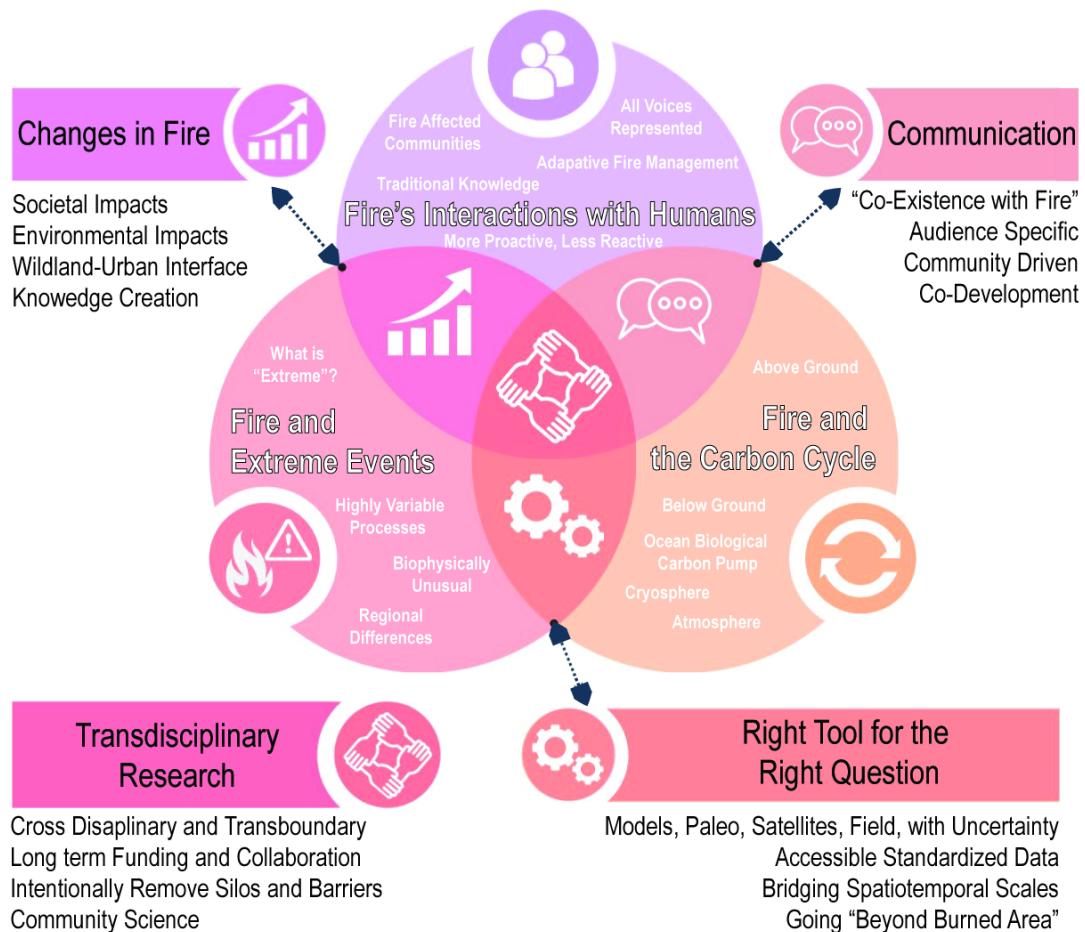 Changes in Fire
Societal Impacts
Environmental Impacts
Wildland-Urban Interface
Knowedge Creation
Communication
“Co-Existence with Fire”
Audience Specific
Community Driven
Co-Development
Fire Affected
Communities
All Voices
Represented
Adapative Fire Management
Traditional Knowledge
Fire's Interactions with Humans
More Proactive, Less Reactive
What is
“Extreme”?
Fire and
Extreme Events
Highly Variable
Processes
Biophysically
Unusual
Regional
Differences
Above Ground
Fire and
the Carbon Cycle
Below Ground
Ocean Biological
Carbon Pump
Cryosphere
Atmosphere
Transdisciplinary
Research
Cross Disaplinary and Transboundary
Long term Funding and Collaboration
Intentionally Remove Silos and Barriers
Community Science
Right Tool for the
Right Question
Models, Paleo, Satellites, Field, with Uncertainty
Accessible Standardized Data
Bridging Spatiotemporal Scales
Going “Beyond Burned Area”